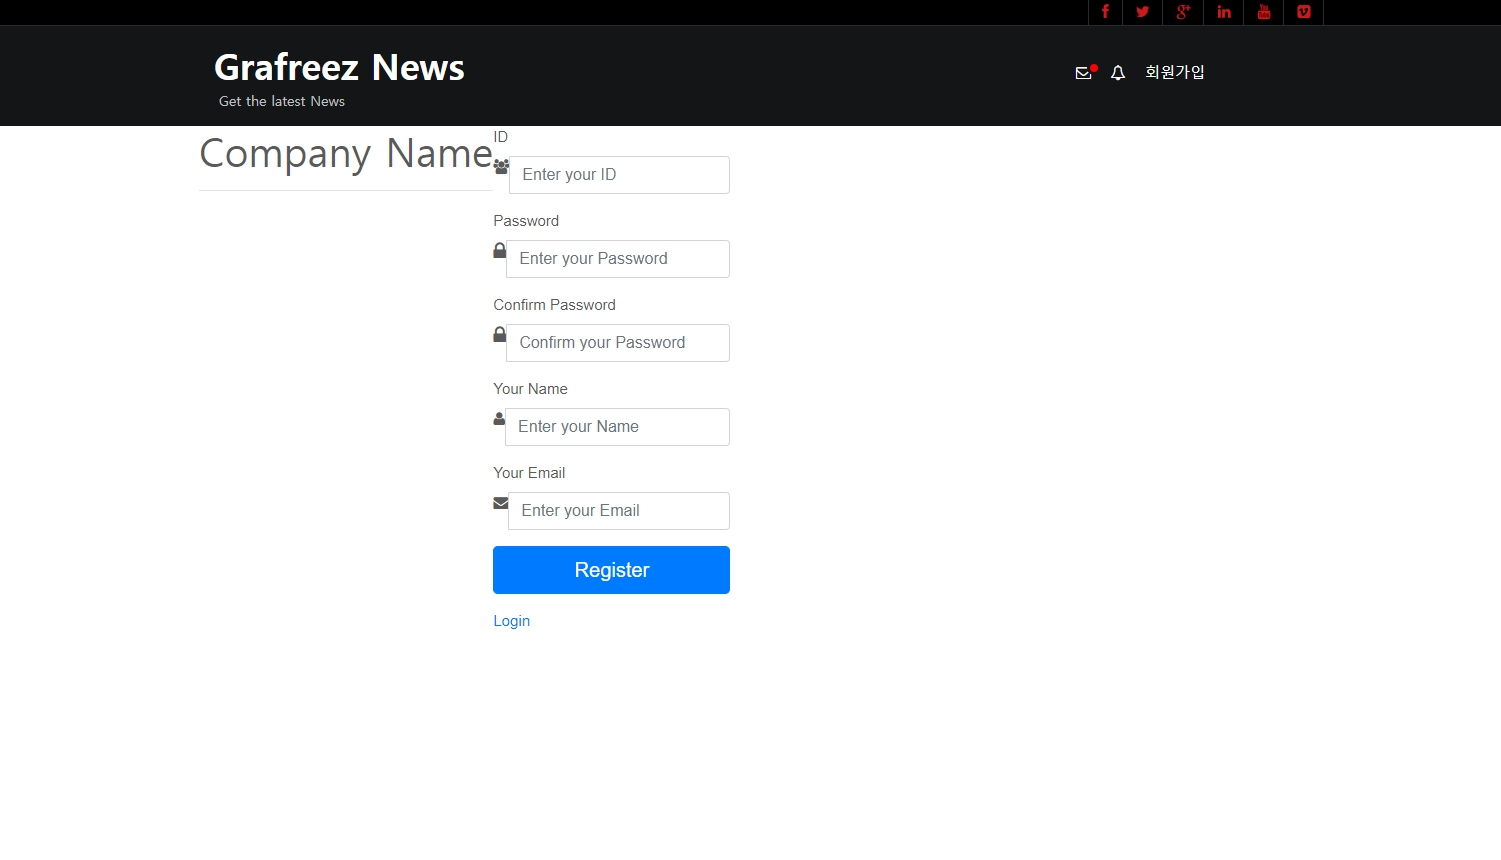 Grafreez News
Get the latest News
회원가입
Company Name
ID
Enter your ID
Password
Enter your Password
Confirm Password
Confirm your Password
Your Name
Enter your Name
Your Email
Enter your Email
Register
Login